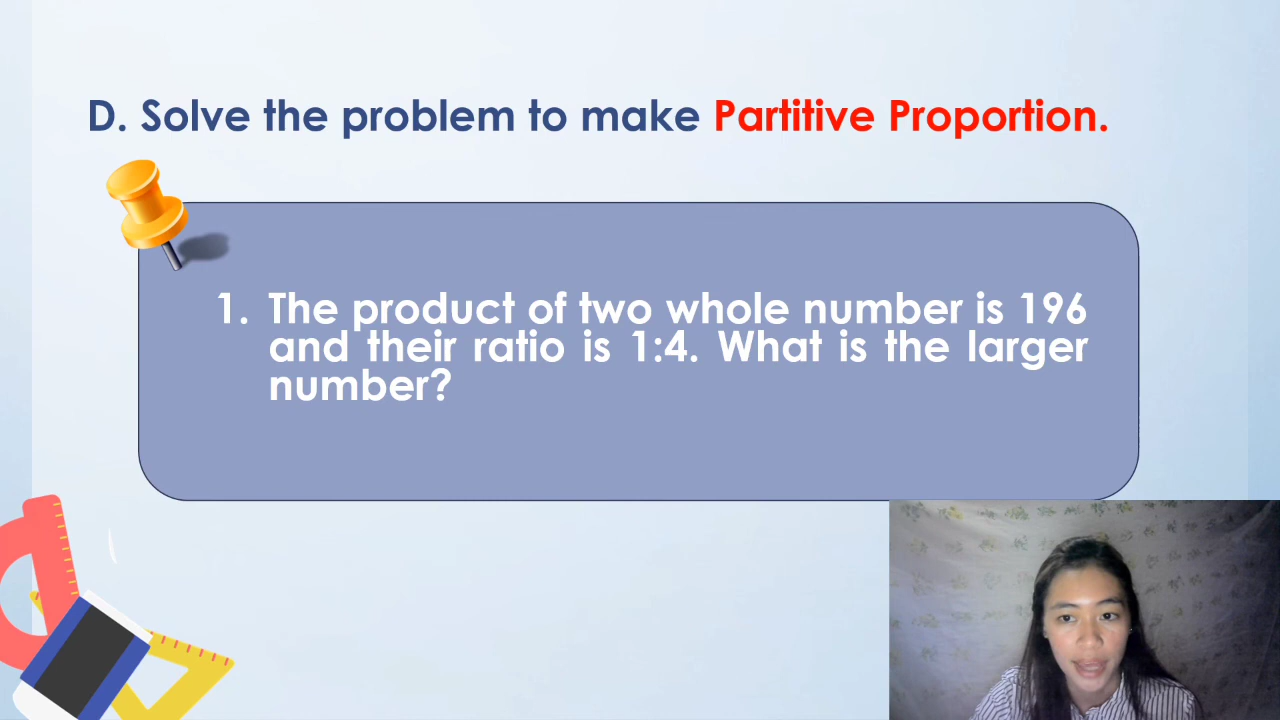 D. Solve the problem to make Partitive Proportion.
1. The product of two whole number is 196
and their ratio is 1:4. What is the larger
number?